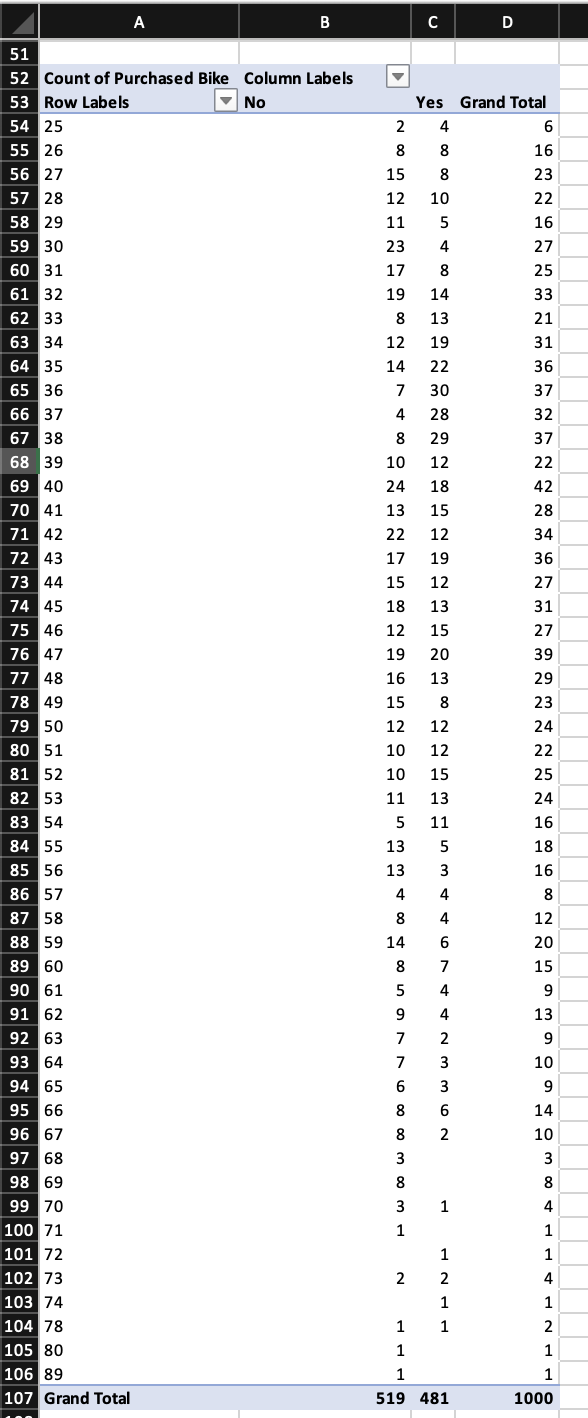 A B C D
51
52 Count of Purchased Bike Column Labels
53 Row Labels No Yes Grand Total
54 25 2 4 6
55 26 8 8 16
56 27 15 8 23
57 28 12 10 22
58 29 11 5 16
59 30 23 4 27
60 31 17 8 25
61 32 19 14 33
62 33 8 13 21
63 34 12 19 31
64 35 14 22 36
65 36 7 30 37
66 37 4 28 32
67 38 8 29 37
68 39 10 12 22
69 40 24 18 42
70 41 13 15 28
71 42 22 12 34
72 43 17 19 36
73 44 15 12 27
74 45 18 13 31
75 46 12 15 27
76 47 19 20 39
77 48 16 13 29
78 49 15 8 23
79 50 12 12 24
80 51 10 12 22
81 52 10 15 25
82 53 11 13 24
83 54 5 11 16
84 55 13 5 18
85 56 13 3 16
86 57 4 4 8
87 58 8 4 12
88 59 14 6 20
89 60 8 7 15
90 61 5 4 9
91 62 9 4 13
92 63 7 2 9
93 64 7 3 10
94 65 6 3 9
95 66 8 6 14
96 67 8 2 10
97 68 3 3
98 69 8 8
99 70 3 1 4
100 71 1 1
101 72 1 1
102 73 2 2 4
103 74 1 1
104 78 1 1 2
105 80 1 1
106 89 1 1
107 Grand Total 519 481 1000